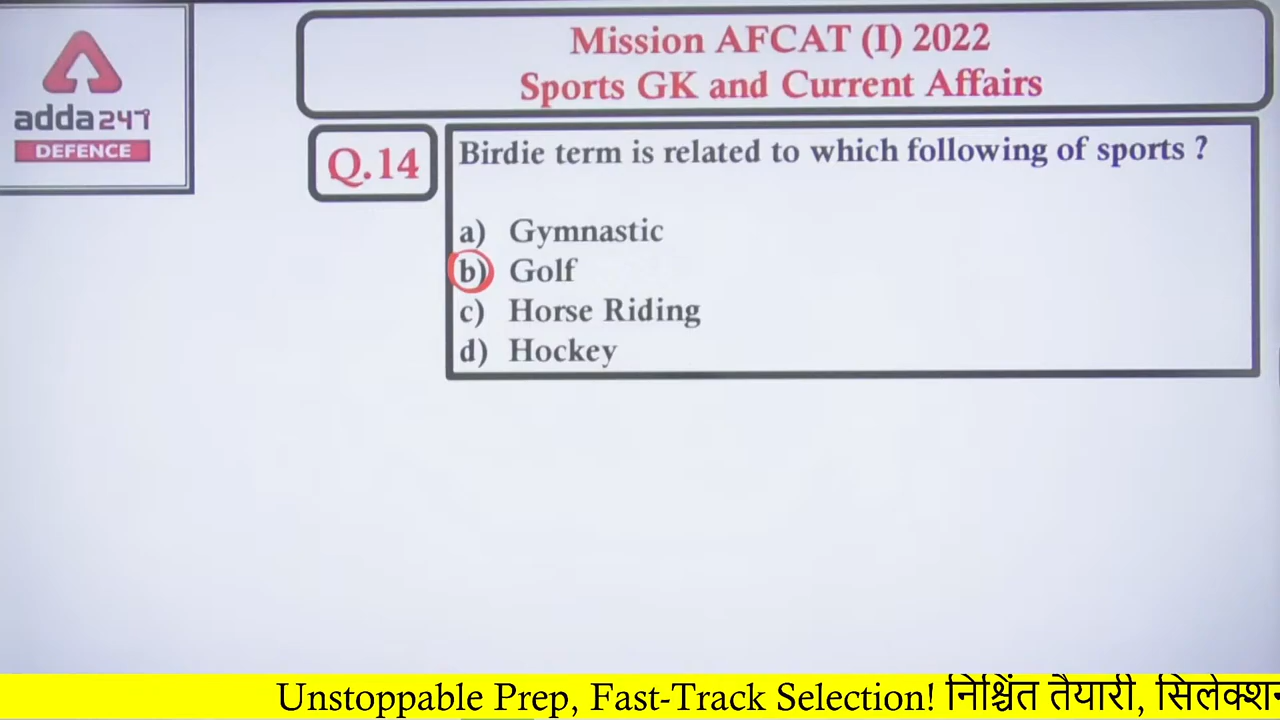 Mission AFCAT (I) 2022
Sports GK and Current Affairs
adda247
DEFENCE
Q.14
Birdie term is related to which following of sports ?
a) Gymnastic
b) Golf
c) Horse Riding
d) Hockey
Unstoppable Prep, Fast-Track Selection! निश्चिंत तैयारी,